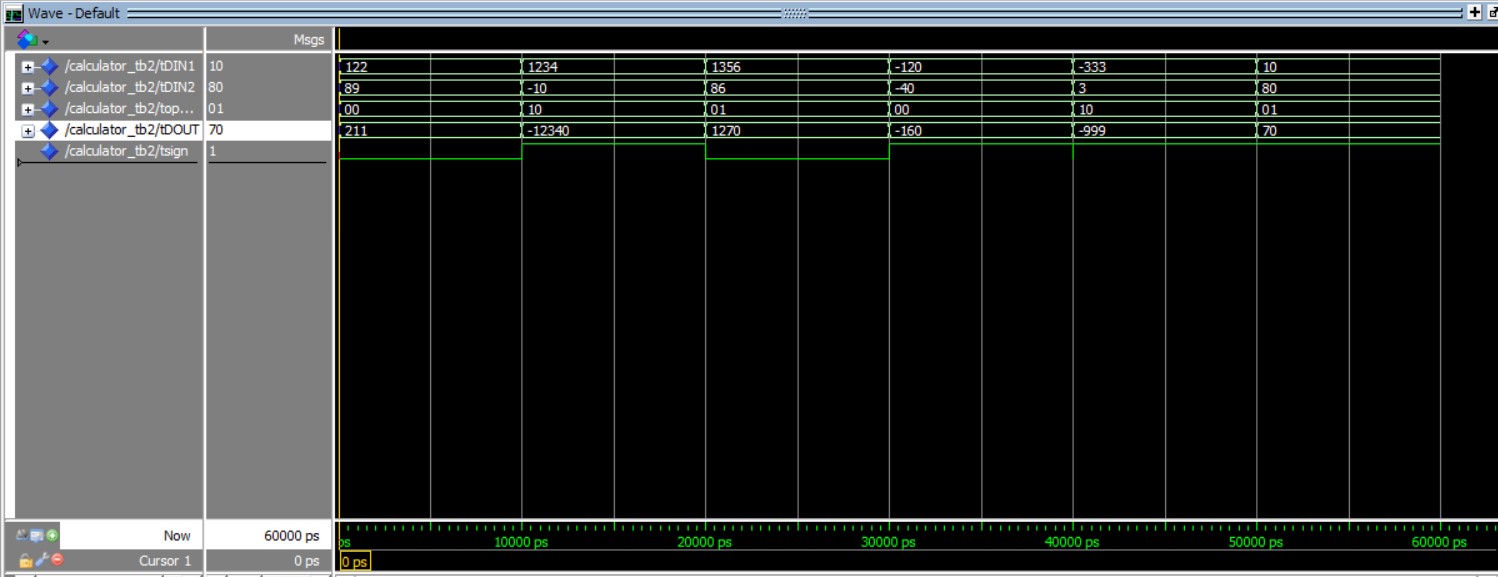 Wave - Default
Msgs
/calculator_tb2/tDIN1 10 122 1234 1356 -120 -333 10
/calculator_tb2/tDIN2 80 89 -10 86 -40 3 80
/calculator_tb2/top... 01 00 10 01 00 10 01
/calculator_tb2/tDOUT 70 211 -12340 1270 -160 -999 70
/calculator_tb2/tsign 1
Now 60000 ps ps 10000 ps 20000 ps 30000 ps 40000 ps 50000 ps 60000 ps
Cursor 1 0 ps 0 ps